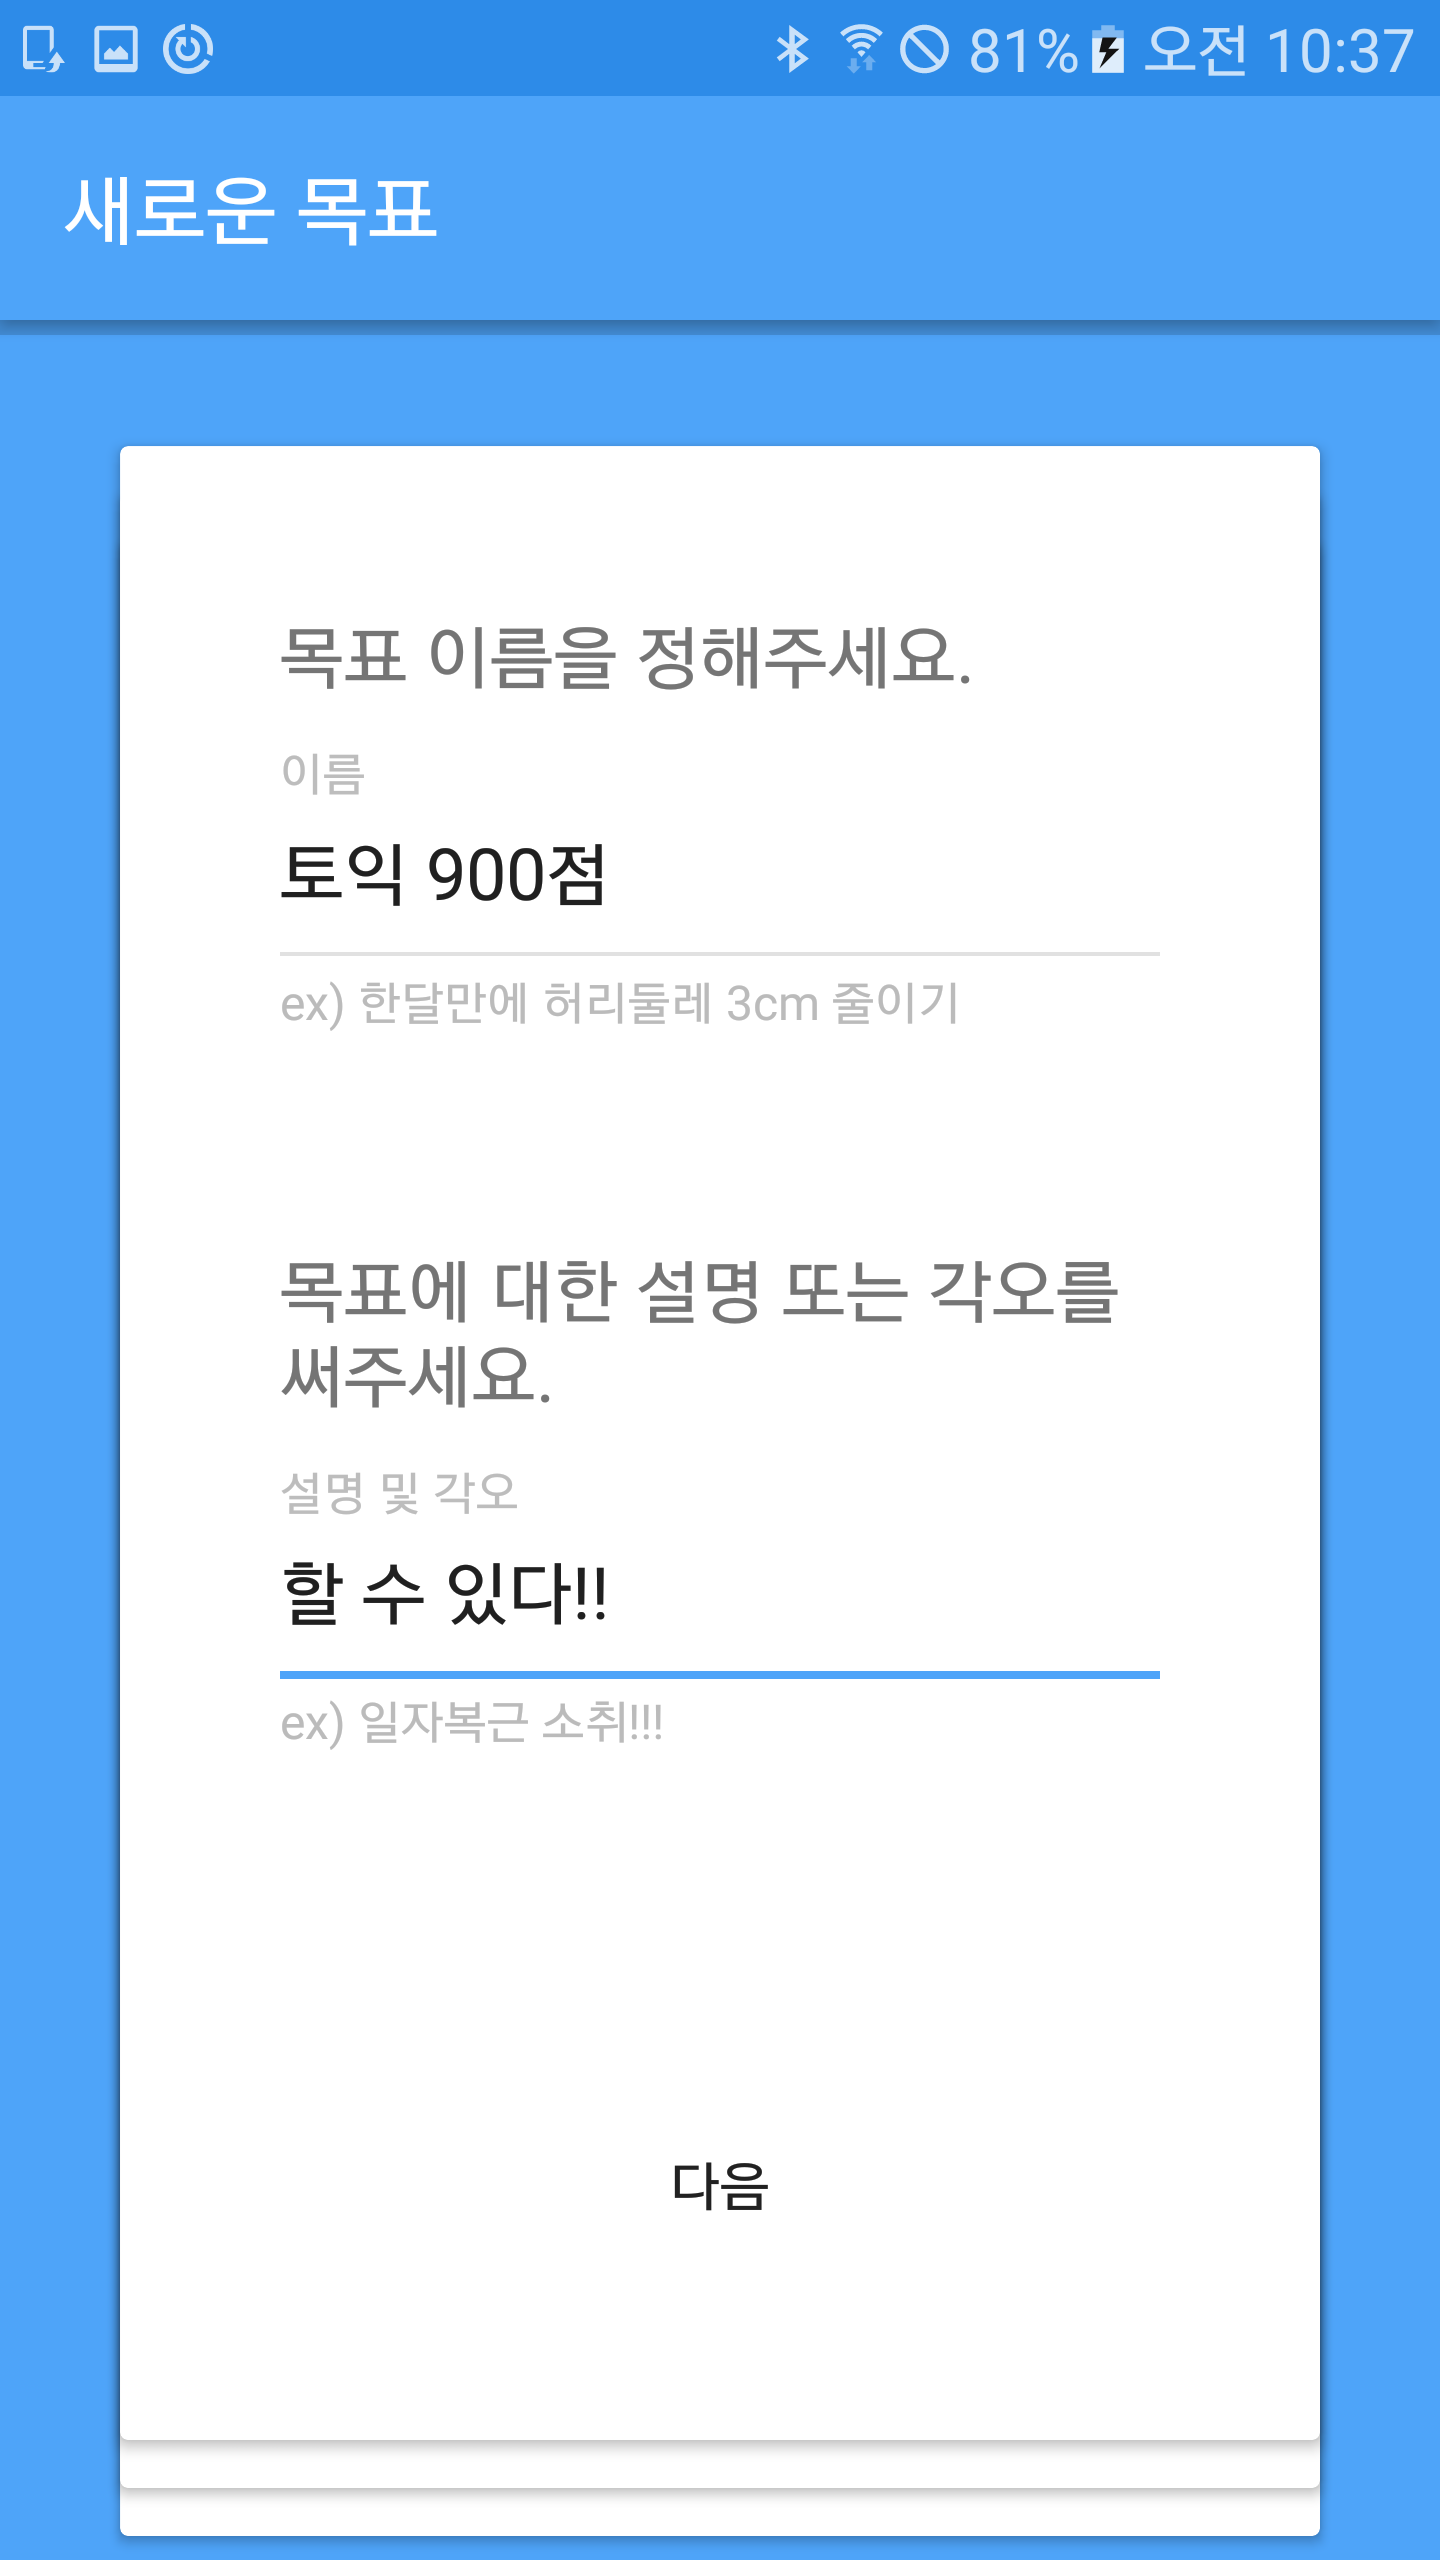 81% 오전 10:37
새로운 목표
목표 이름을 정해주세요.
이름
토익 900점
ex) 한달만에 허리둘레 3cm 줄이기
목표에 대한 설명 또는 각오를
써주세요.
설명 및 각오
할 수 있다!!
ex) 일자복근 소취!!!
다음